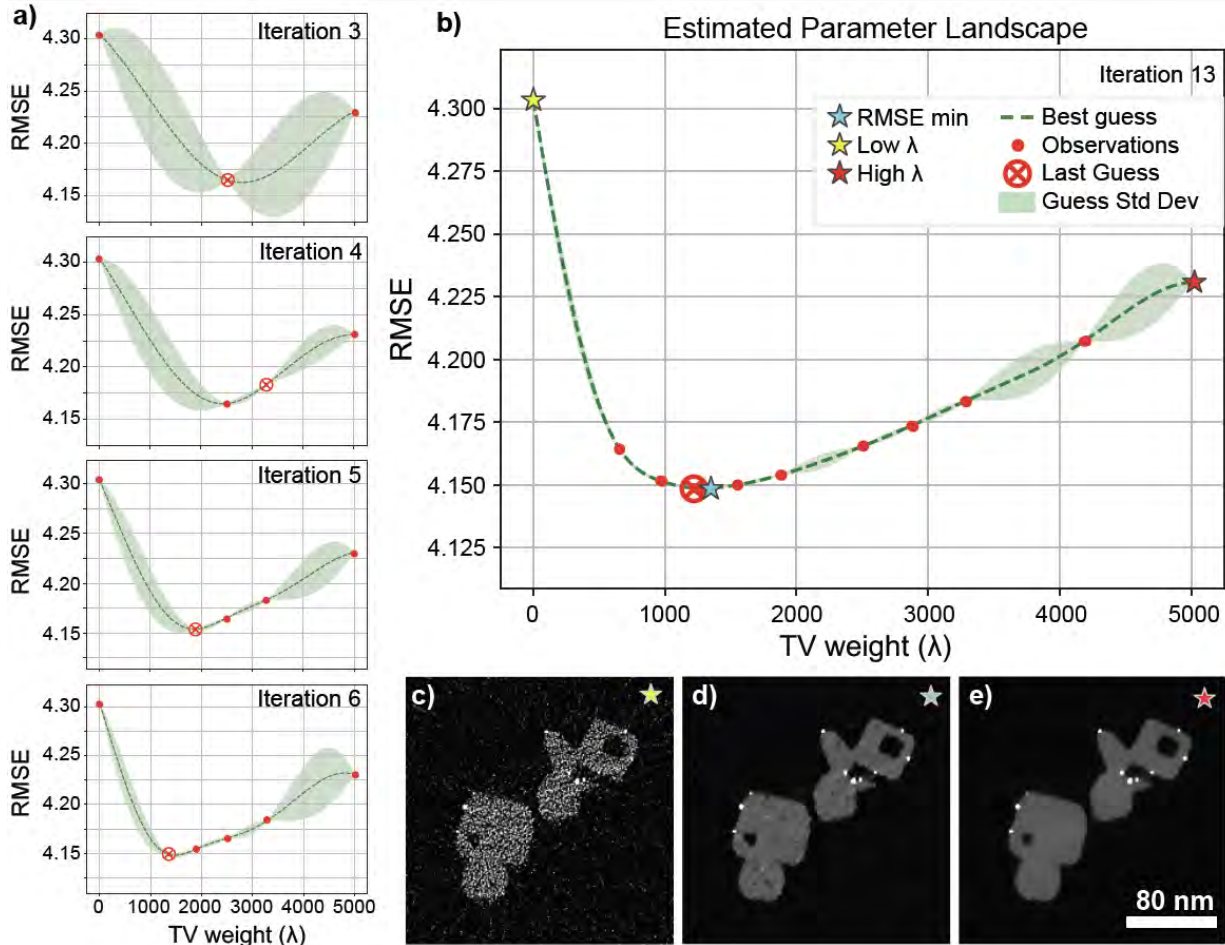 a)
Iteration 3
4.30
4.25
4.20
4.15
RMSE
Iteration 4
4.30
4.25
4.20
4.15
RMSE
Iteration 5
4.30
4.25
4.20
4.15
RMSE
Iteration 6
4.30
4.25
4.20
4.15
RMSE
0 1000 2000 3000 4000 5000
TV weight (λ)
b)
Estimated Parameter Landscape
Iteration 13
RMSE min
Low λ
High λ
Best guess
Observations
Last Guess
Guess Std Dev
4.300
4.275
4.250
4.225
4.200
4.175
4.150
4.125
RMSE
0 1000 2000 3000 4000 5000
TV weight (λ)
c)
d)
e)
80 nm